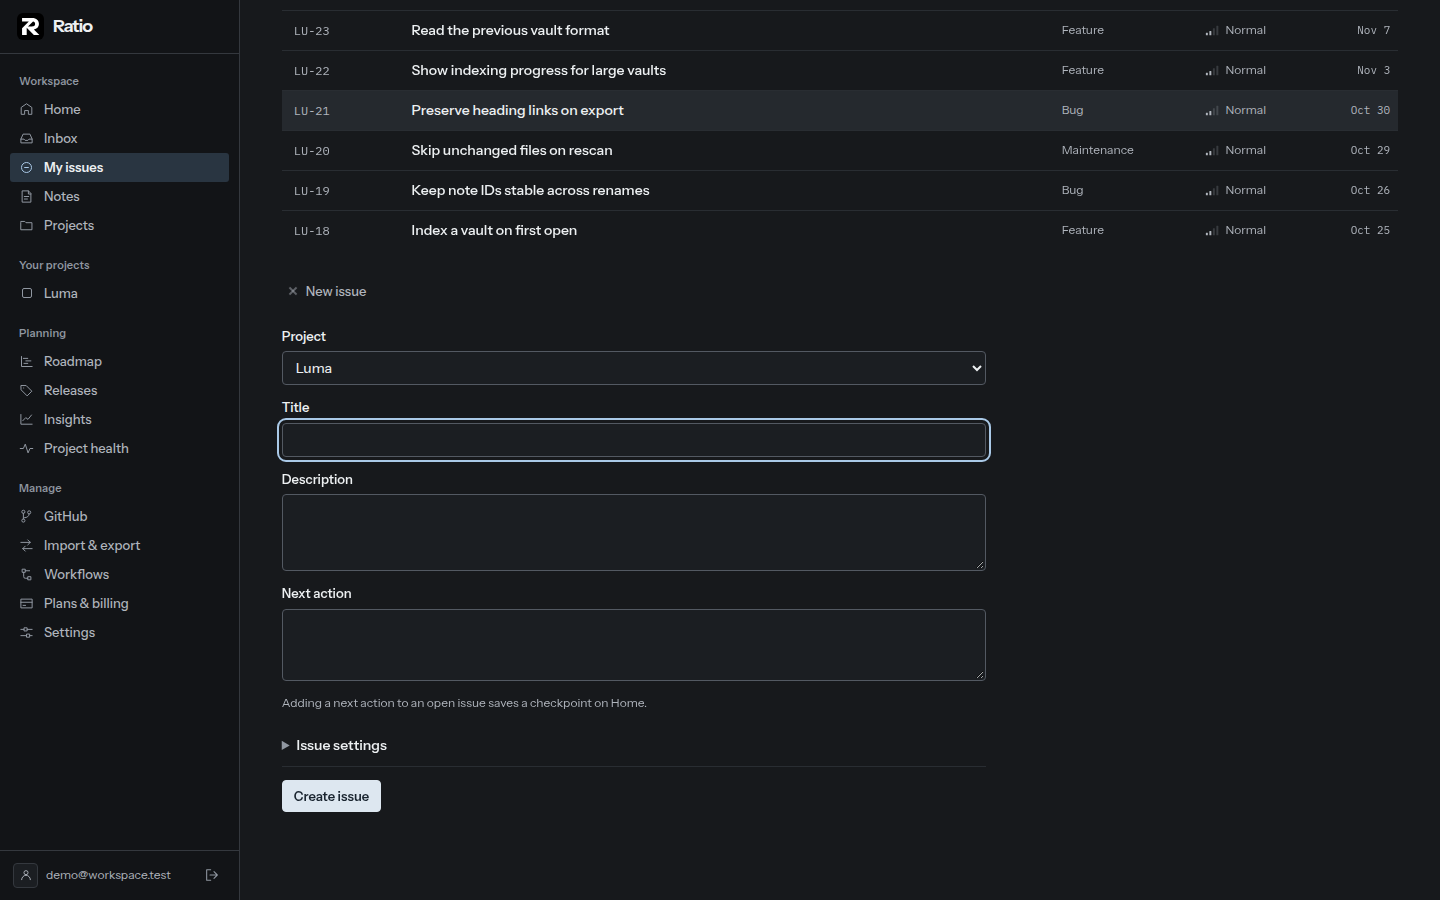 Ratio
Workspace
Home
Inbox
My issues
Notes
Projects
Your projects
Luma
Planning
Roadmap
Releases
Insights
Project health
Manage
GitHub
Import & export
Workflows
Plans & billing
Settings
demo@workspace.test
LU-23 Read the previous vault format Feature Normal Nov 7
LU-22 Show indexing progress for large vaults Feature Normal Nov 3
LU-21 Preserve heading links on export Bug Normal Oct 30
LU-20 Skip unchanged files on rescan Maintenance Normal Oct 29
LU-19 Keep note IDs stable across renames Bug Normal Oct 26
LU-18 Index a vault on first open Feature Normal Oct 25
New issue
Project
Luma
Title
Description
Next action
Adding a next action to an open issue saves a checkpoint on Home.
Issue settings
Create issue